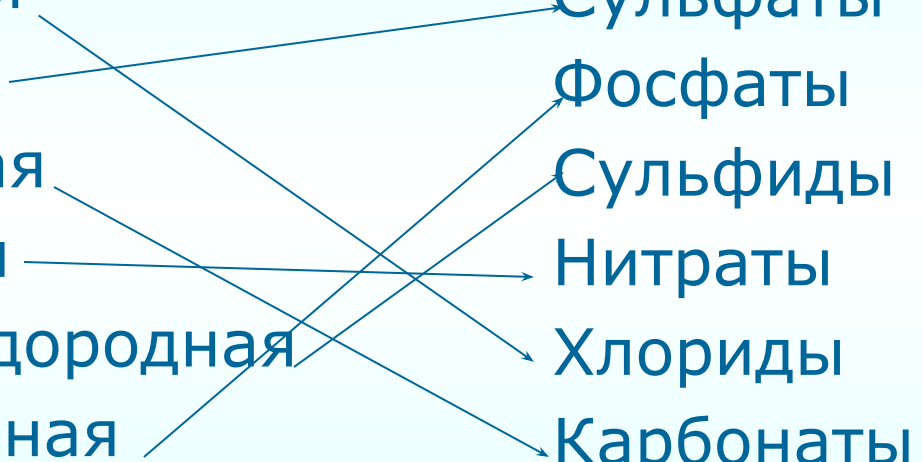 Сульфаты
Фосфаты
ая
Сульфиды
Нитраты
дородная
Хлориды
ная
Карбонаты